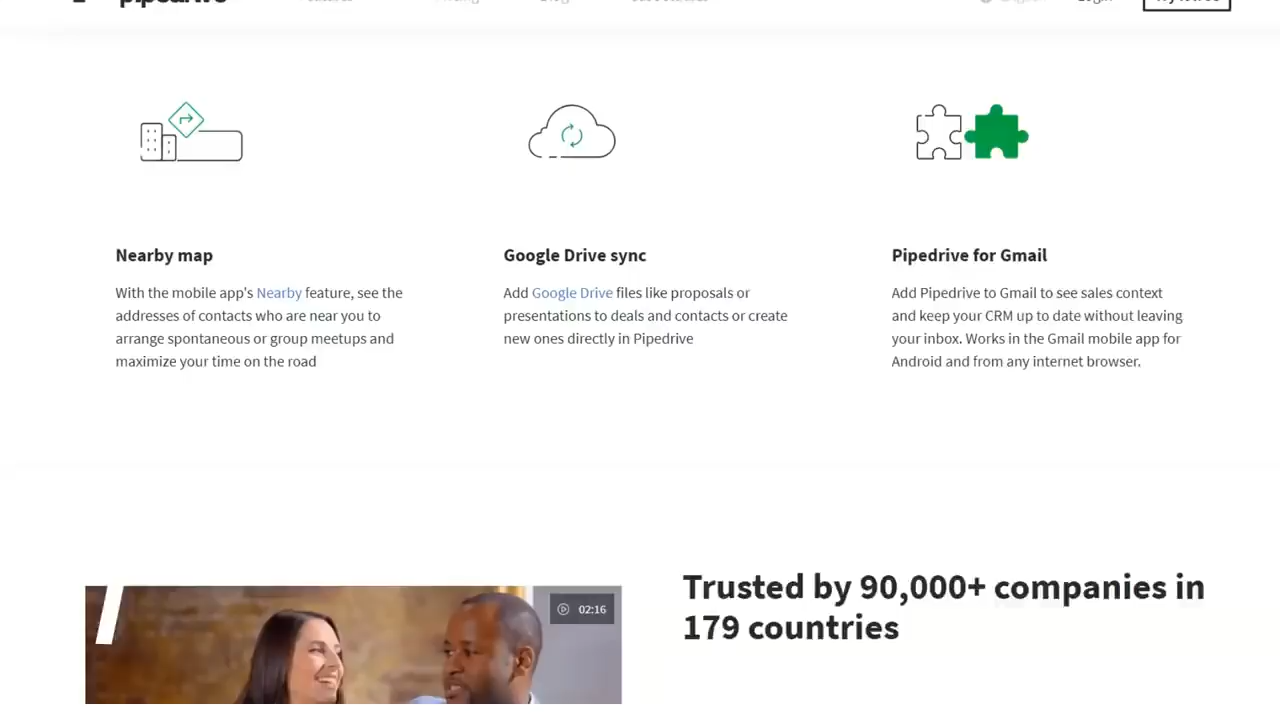 pipedrive
Nearby map
With the mobile app's Nearby feature, see the
addresses of contacts who are near you to
arrange spontaneous or group meetups and
maximize your time on the road
Google Drive sync
Add Google Drive files like proposals or
presentations to deals and contacts or create
new ones directly in Pipedrive
Pipedrive for Gmail
Add Pipedrive to Gmail to see sales context
and keep your CRM up to date without leaving
your inbox. Works in the Gmail mobile app for
Android and from any internet browser.
02:16
Trusted by 90,000+ companies in
179 countries